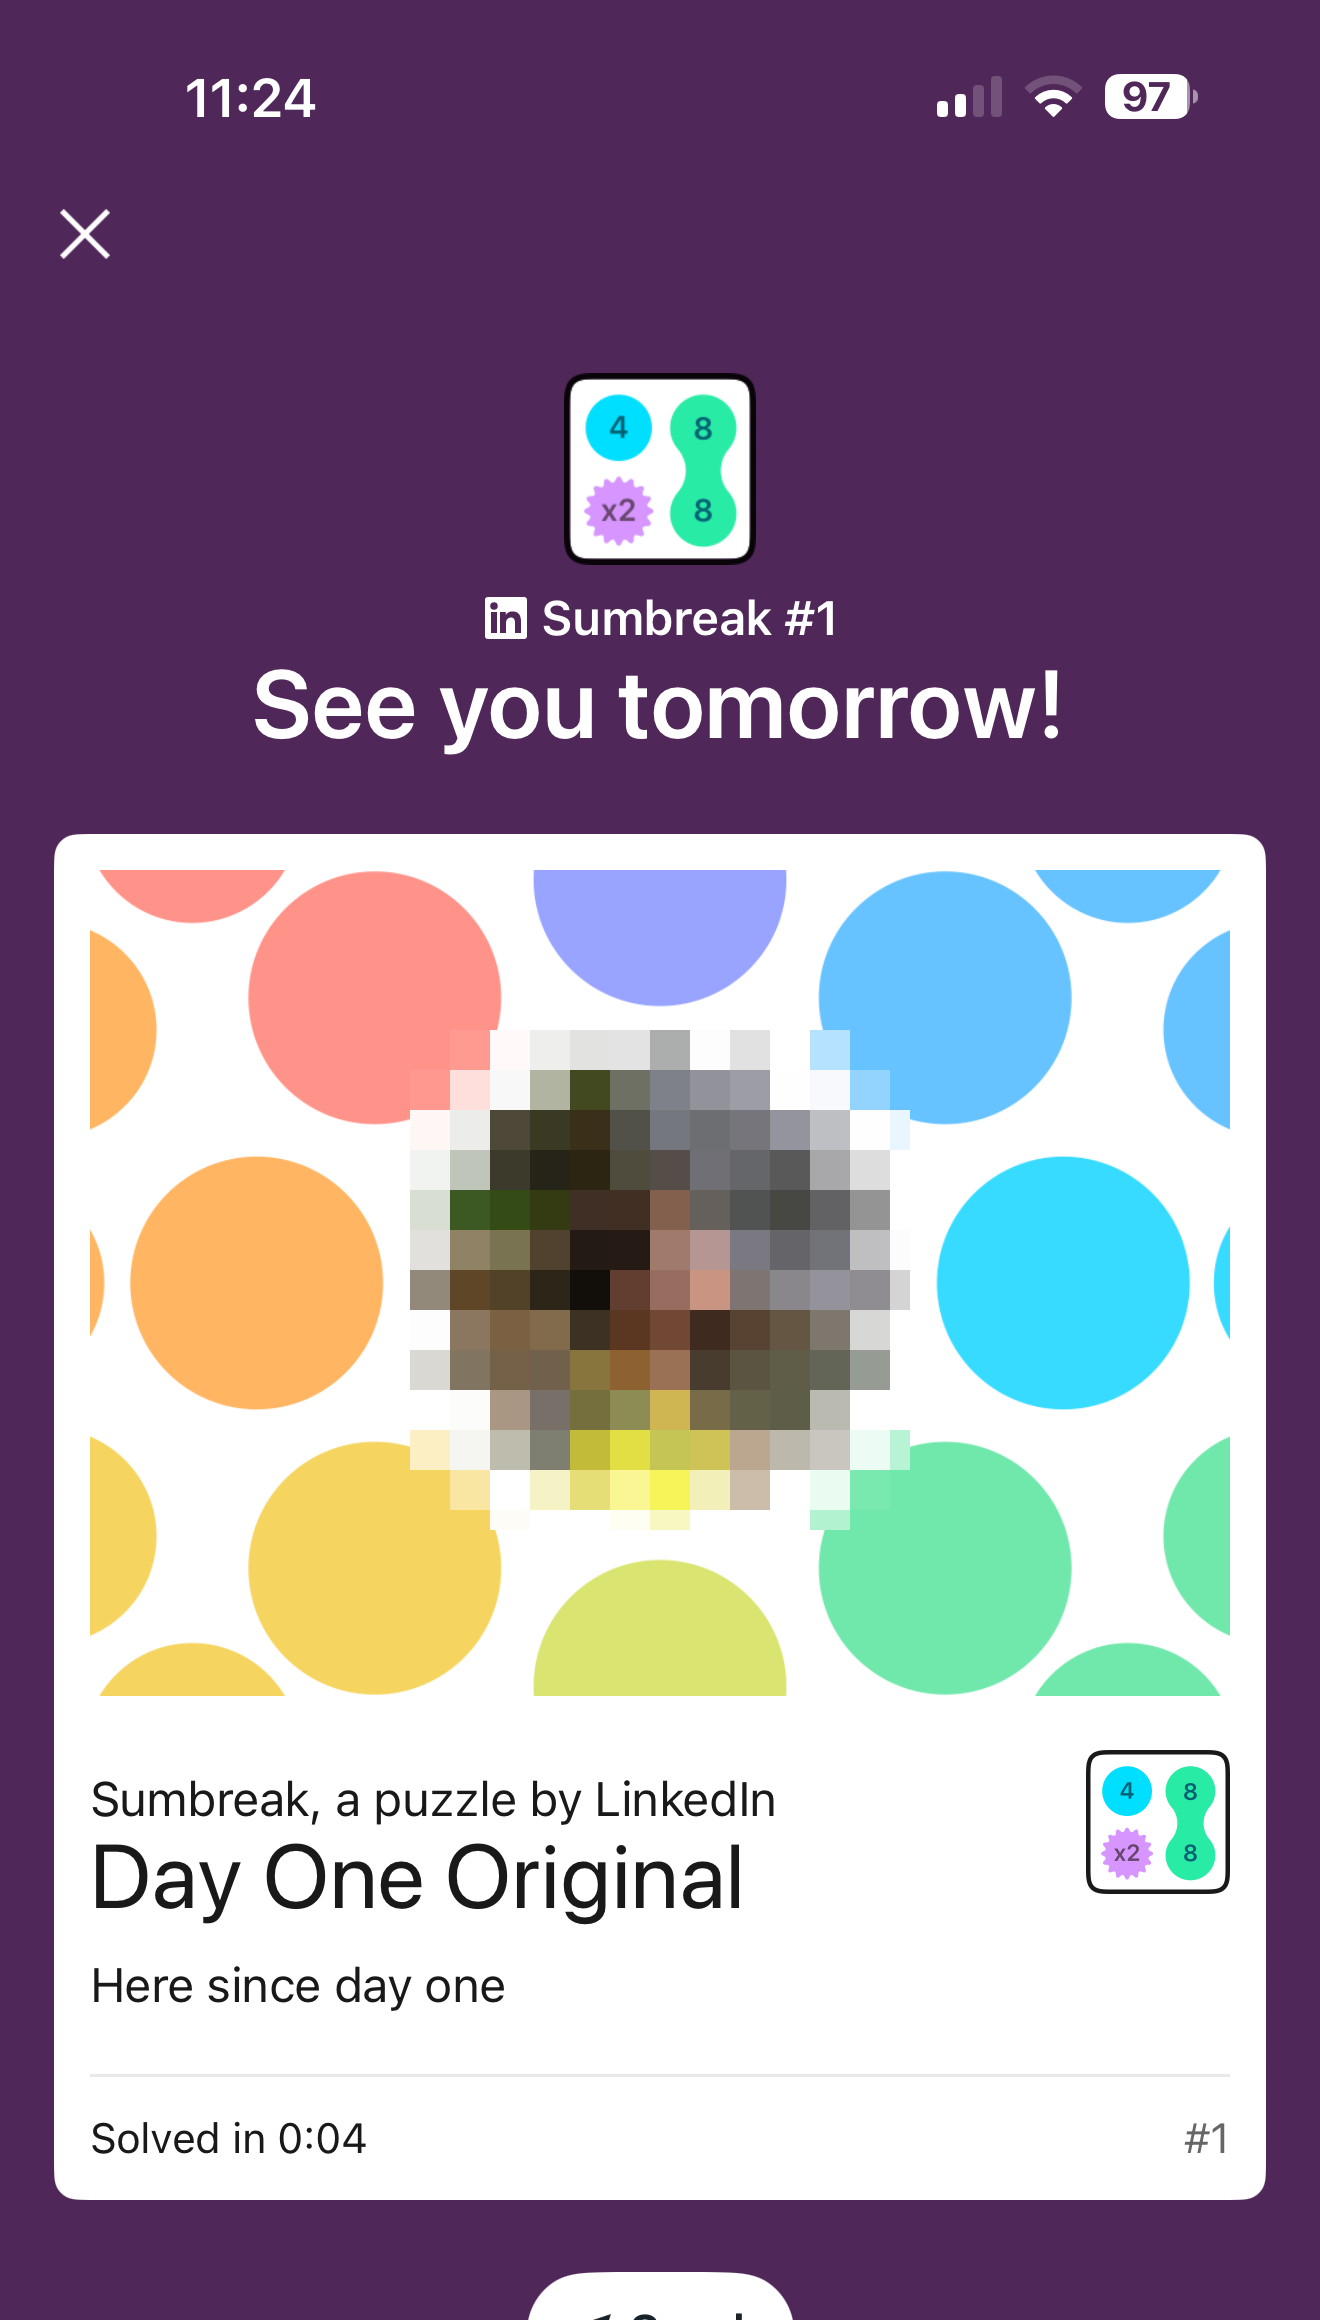 11:24
97
4 8
x2 8
in Sumbreak #1
See you tomorrow!
Sumbreak, a puzzle by LinkedIn
Day One Original
4 8
x2 8
Here since day one
Solved in 0:04
#1